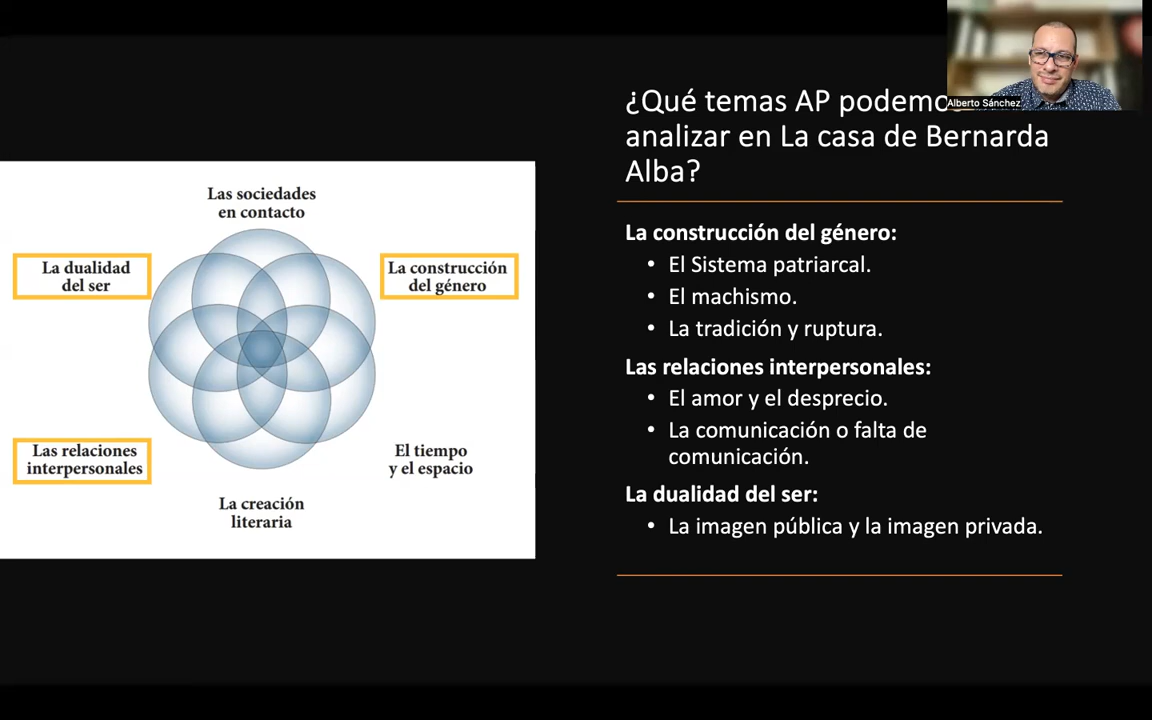 Alberto Sánchez
¿Qué temas AP podemo
analizar en La casa de Bernarda
Alba?
Las sociedades
en contacto
La dualidad
del ser
La construcción
del género
Las relaciones
interpersonales
El tiempo
y el espacio
La creación
literaria
La construcción del género:
• El Sistema patriarcal.
• El machismo.
• La tradición y ruptura.
Las relaciones interpersonales:
• El amor y el desprecio.
• La comunicación o falta de
comunicación.
La dualidad del ser:
• La imagen pública y la imagen privada.